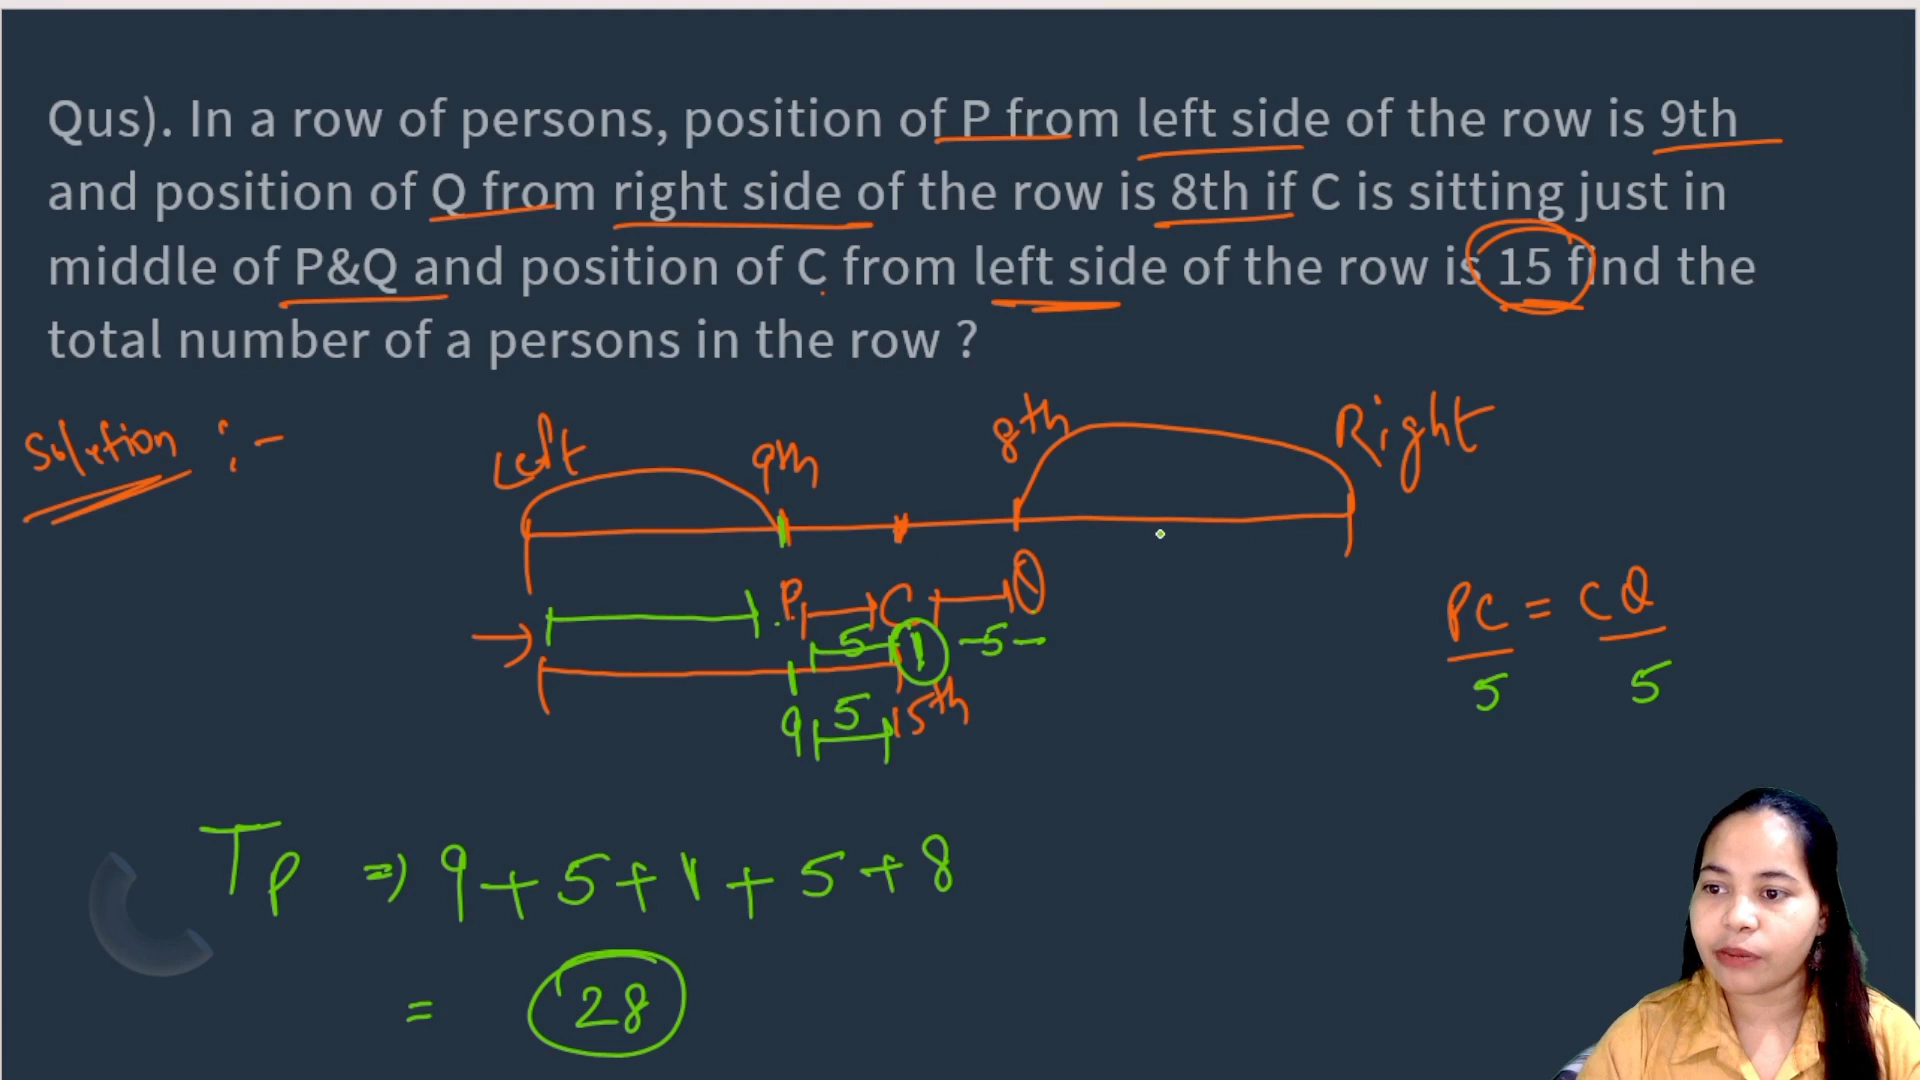 Qus). In a row of persons, position of P from left side of the row is 9th
and position of Q from right side of the row is 8th if C is sitting just in
middle of P&Q and position of C from left side of the row is 15 find the
total number of a persons in the row ?
Solution :-
Left 9th 8th Right
P C Q
5 1 -5-
9 5 15th
PC = CQ
5 5
TP => 9+5+1+5+8
= 28